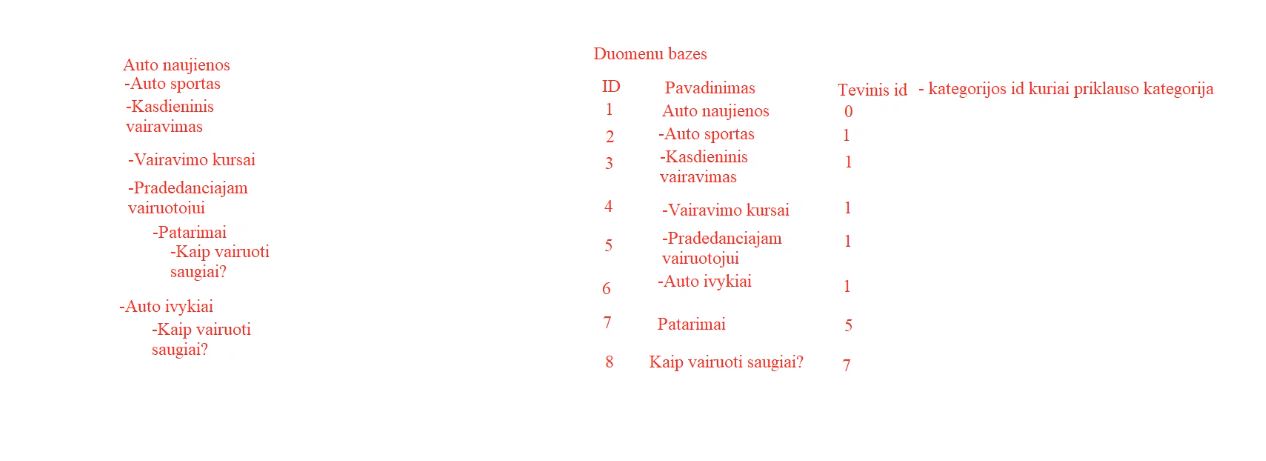 Auto naujienos
-Auto sportas
-Kasdieninis
vairavimas
-Vairavimo kursai
-Pradedanciajam
vairuotojui
-Patarimai
-Kaip vairuoti
saugiai?
-Auto ivykiai
-Kaip vairuoti
saugiai?
Duomenu bazes
ID Pavadinimas Tevinis id - kategorijos id kuriai priklauso kategorija
1 Auto naujienos 0
2 -Auto sportas 1
3 -Kasdieninis 1
vairavimas
4 -Vairavimo kursai 1
5 -Pradedanciajam 1
vairuotojui
6 -Auto ivykiai 1
7 Patarimai 5
8 Kaip vairuoti saugiai? 7